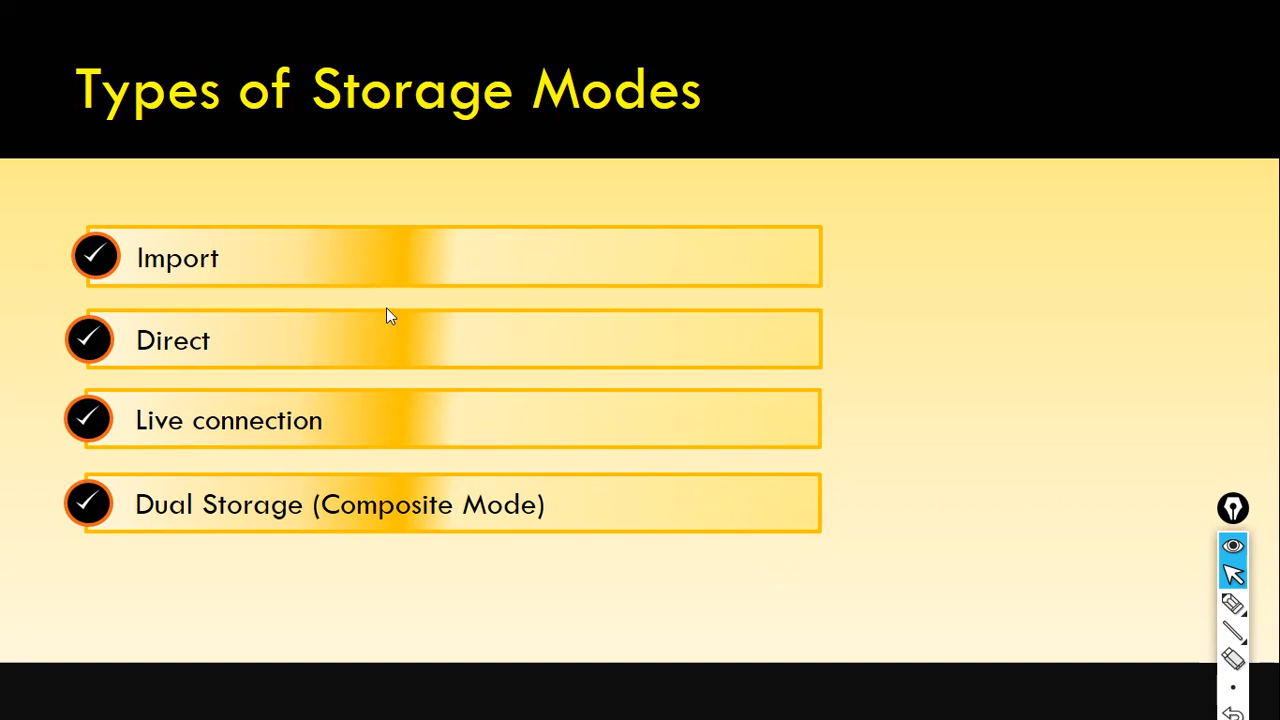 Types of Storage Modes
Import
Direct
Live connection
Dual Storage (Composite Mode)